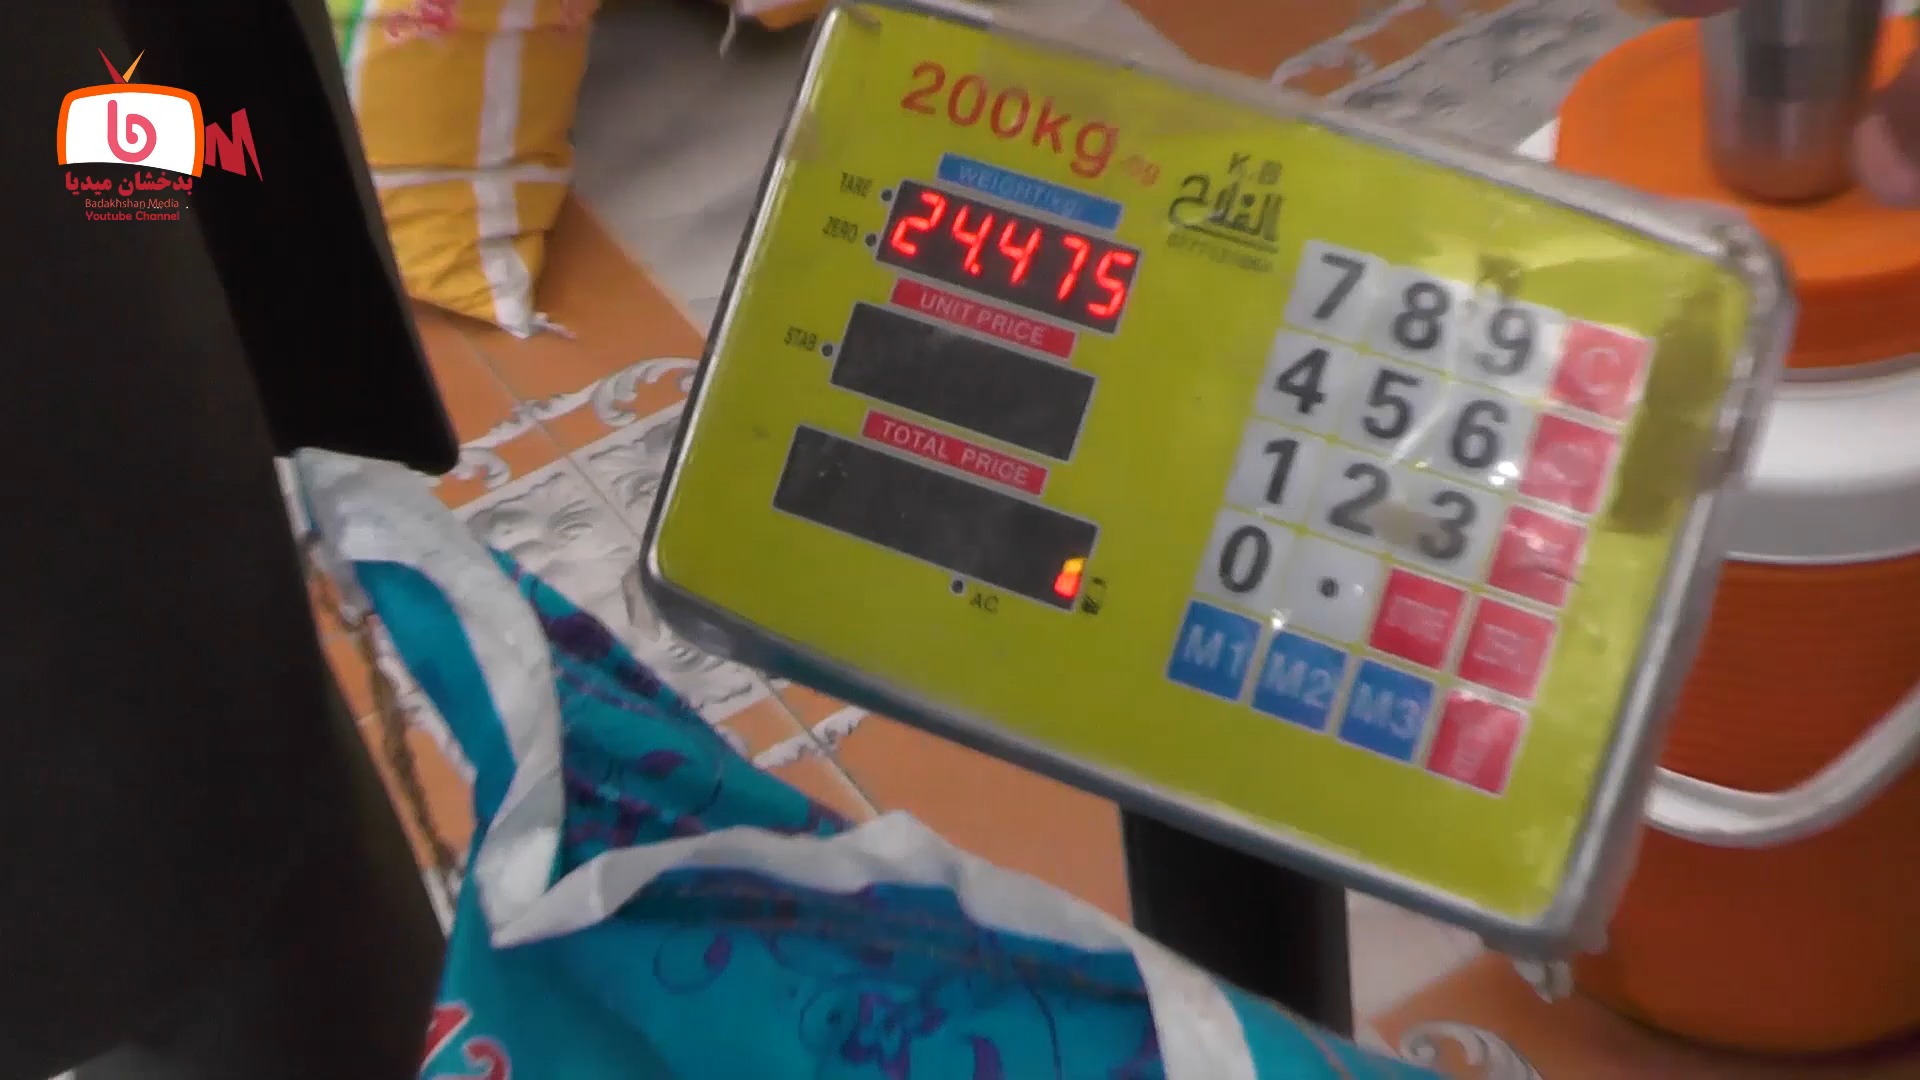 بدخشان میدیا
Badakhshan Media
Youtube Channel
200kg
K.B
الفلاح
WEIGHT(kg)
TARE
24.475
ZERO
UNIT PRICE
STAB
TOTAL PRICE
AC
7 8 9 C
4 5 6
1 2 3
0 .
M1 M2 M3